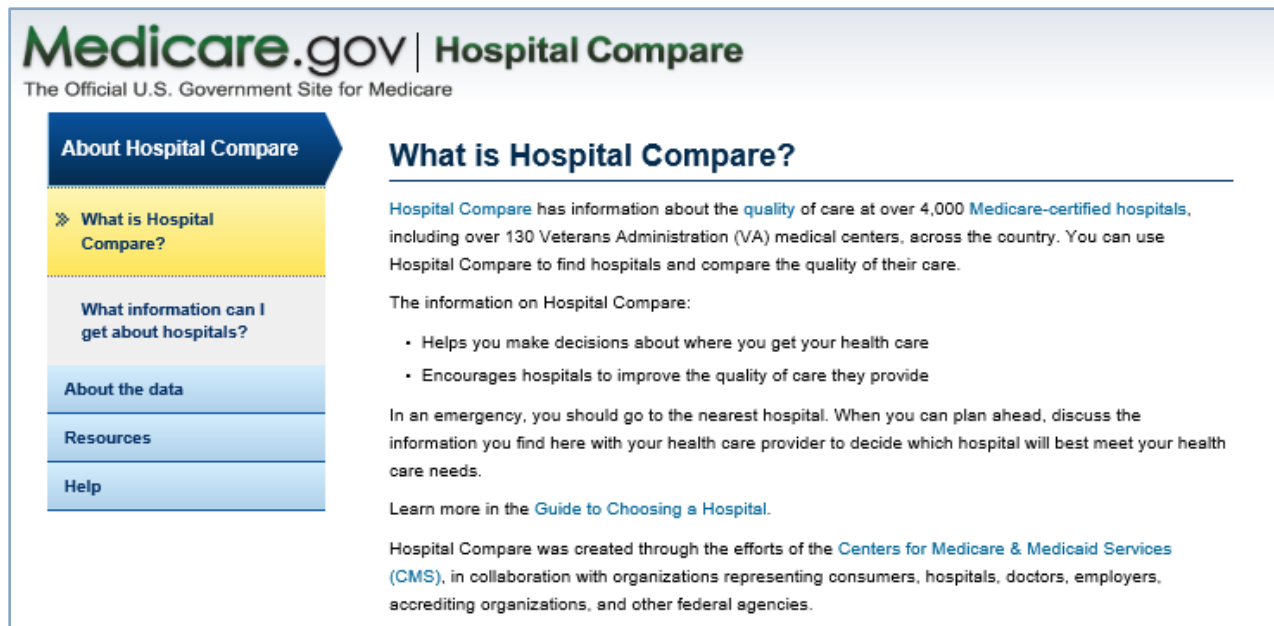 Medicare.gov | Hospital Compare
The Official U.S. Government Site for Medicare
About Hospital Compare
» What is Hospital
Compare?
What information can I
get about hospitals?
About the data
Resources
Help
What is Hospital Compare?
Hospital Compare has information about the quality of care at over 4,000 Medicare-certified hospitals,
including over 130 Veterans Administration (VA) medical centers, across the country. You can use
Hospital Compare to find hospitals and compare the quality of their care.
The information on Hospital Compare:
• Helps you make decisions about where you get your health care
• Encourages hospitals to improve the quality of care they provide
In an emergency, you should go to the nearest hospital. When you can plan ahead, discuss the
information you find here with your health care provider to decide which hospital will best meet your health
care needs.
Learn more in the Guide to Choosing a Hospital.
Hospital Compare was created through the efforts of the Centers for Medicare & Medicaid Services
(CMS), in collaboration with organizations representing consumers, hospitals, doctors, employers,
accrediting organizations, and other federal agencies.